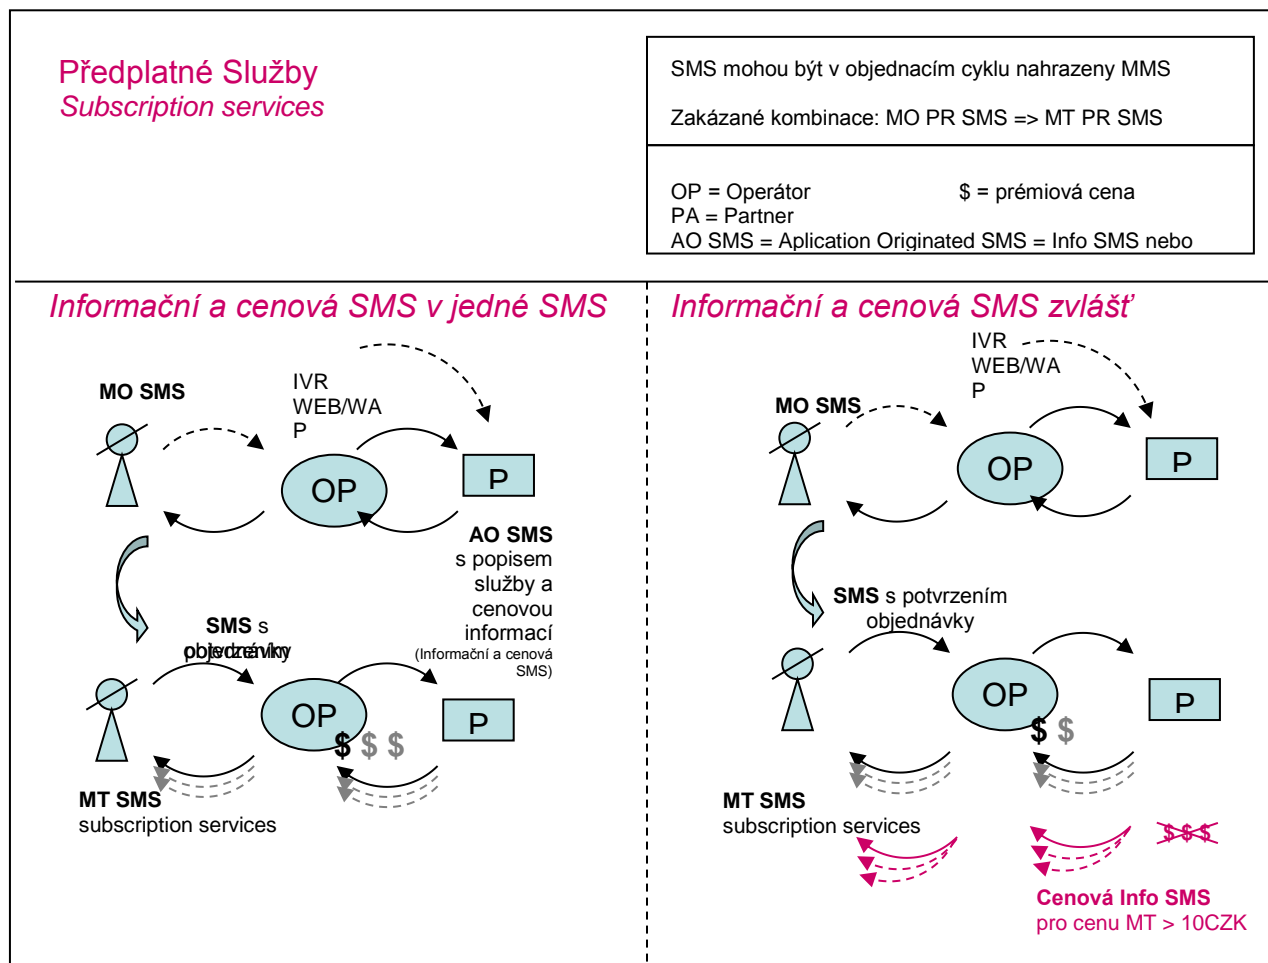 Předplatné Služby
Subscription services
SMS mohou být v objednacím cyklu nahrazeny MMS
Zakázané kombinace: MO PR SMS => MT PR SMS
OP = Operátor $ = prémiová cena
PA = Partner
AO SMS = Aplication Originated SMS = Info SMS nebo
Informační a cenová SMS v jedné SMS
MO SMS
IVR
WEB/WA
P
OP
P
AO SMS
s popisem
služby a
cenovou
informací
(Informační a cenová
SMS)
SMS s
potvrzením
objednávky
OP
P
$ $ $
MT SMS
subscription services
Informační a cenová SMS zvlášť
IVR
WEB/WA
P
MO SMS
OP
P
SMS s potvrzením
objednávky
OP
P
$ $
MT SMS
subscription services
$$$
Cenová Info SMS
pro cenu MT > 10CZK